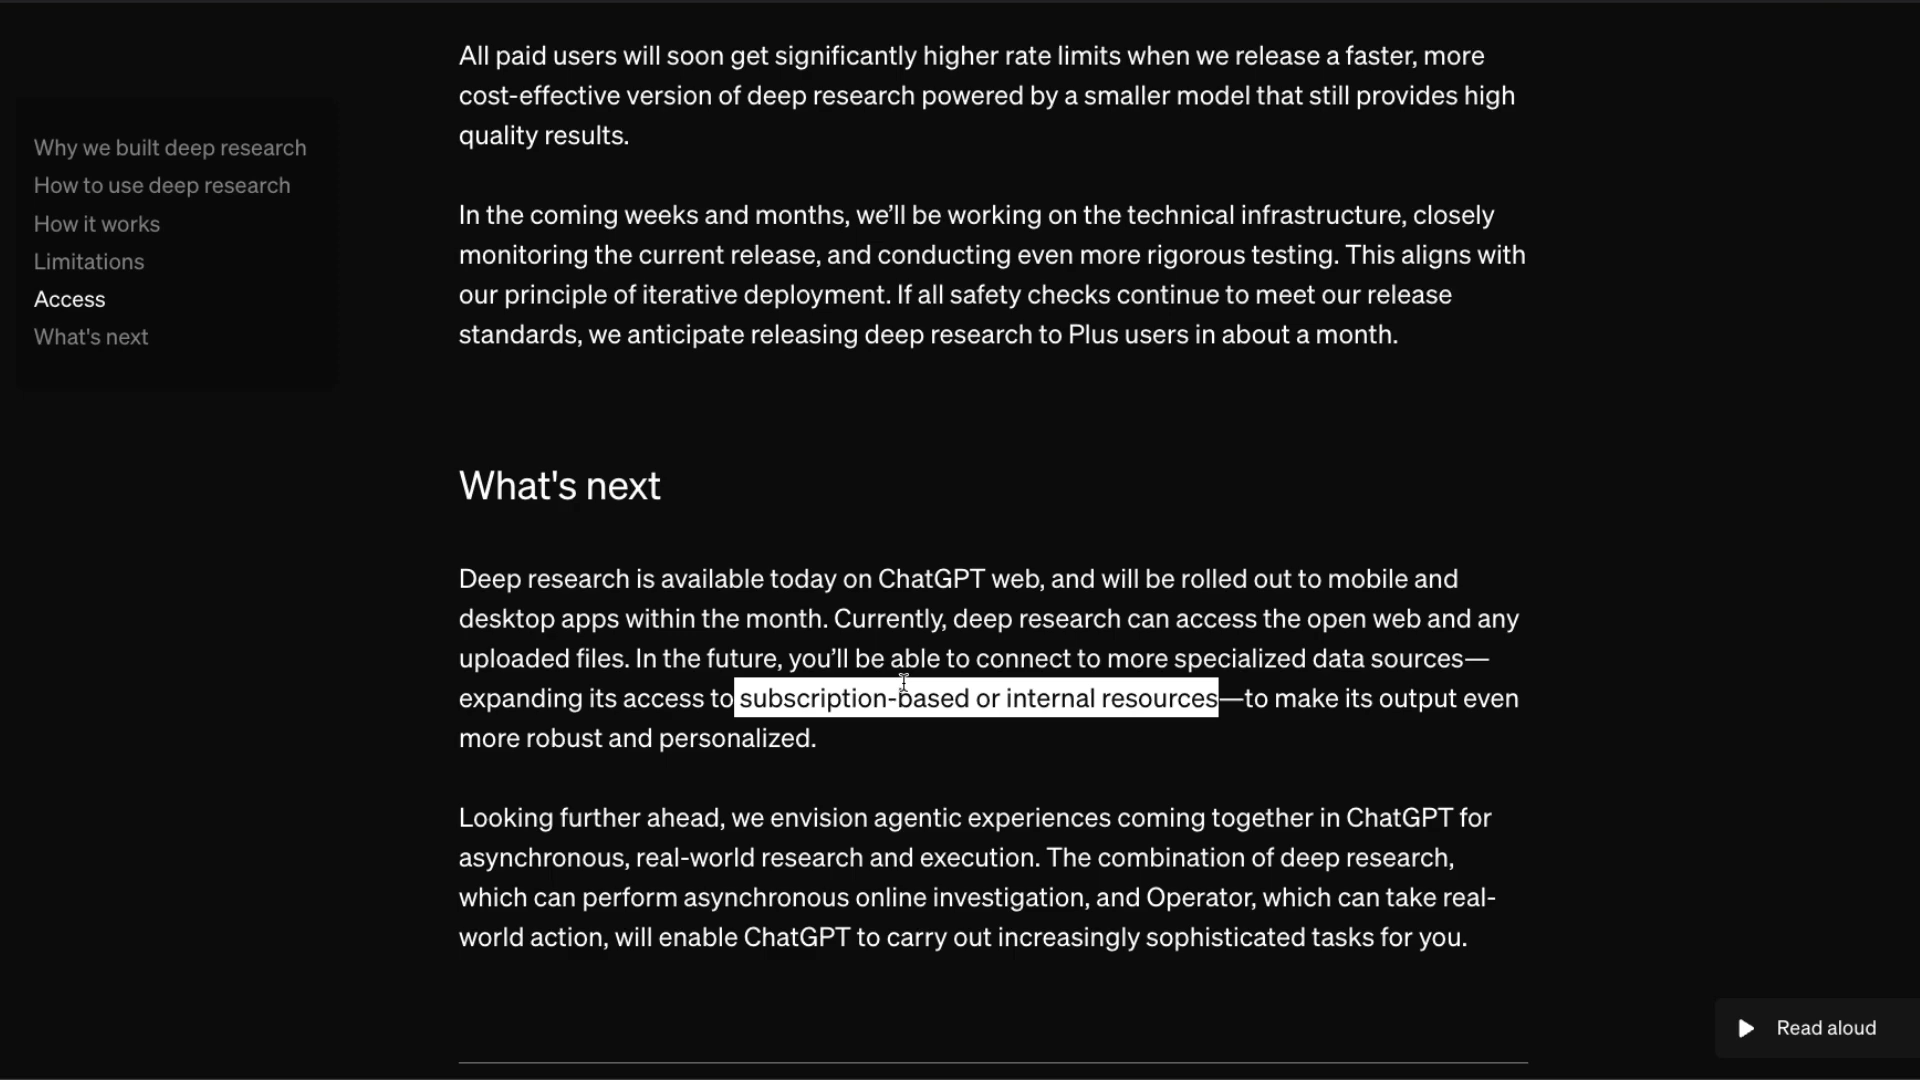 All paid users will soon get significantly higher rate limits when we release a faster, more
cost-effective version of deep research powered by a smaller model that still provides high
quality results.
Why we built deep research
How to use deep research
How it works
Limitations
Access
What's next
In the coming weeks and months, we’ll be working on the technical infrastructure, closely
monitoring the current release, and conducting even more rigorous testing. This aligns with
our principle of iterative deployment. If all safety checks continue to meet our release
standards, we anticipate releasing deep research to Plus users in about a month.
What's next
Deep research is available today on ChatGPT web, and will be rolled out to mobile and
desktop apps within the month. Currently, deep research can access the open web and any
uploaded files. In the future, you’ll be able to connect to more specialized data sources—
expanding its access to subscription-based or internal resources—to make its output even
more robust and personalized.
Looking further ahead, we envision agentic experiences coming together in ChatGPT for
asynchronous, real-world research and execution. The combination of deep research,
which can perform asynchronous online investigation, and Operator, which can take real-
world action, will enable ChatGPT to carry out increasingly sophisticated tasks for you.
Read aloud